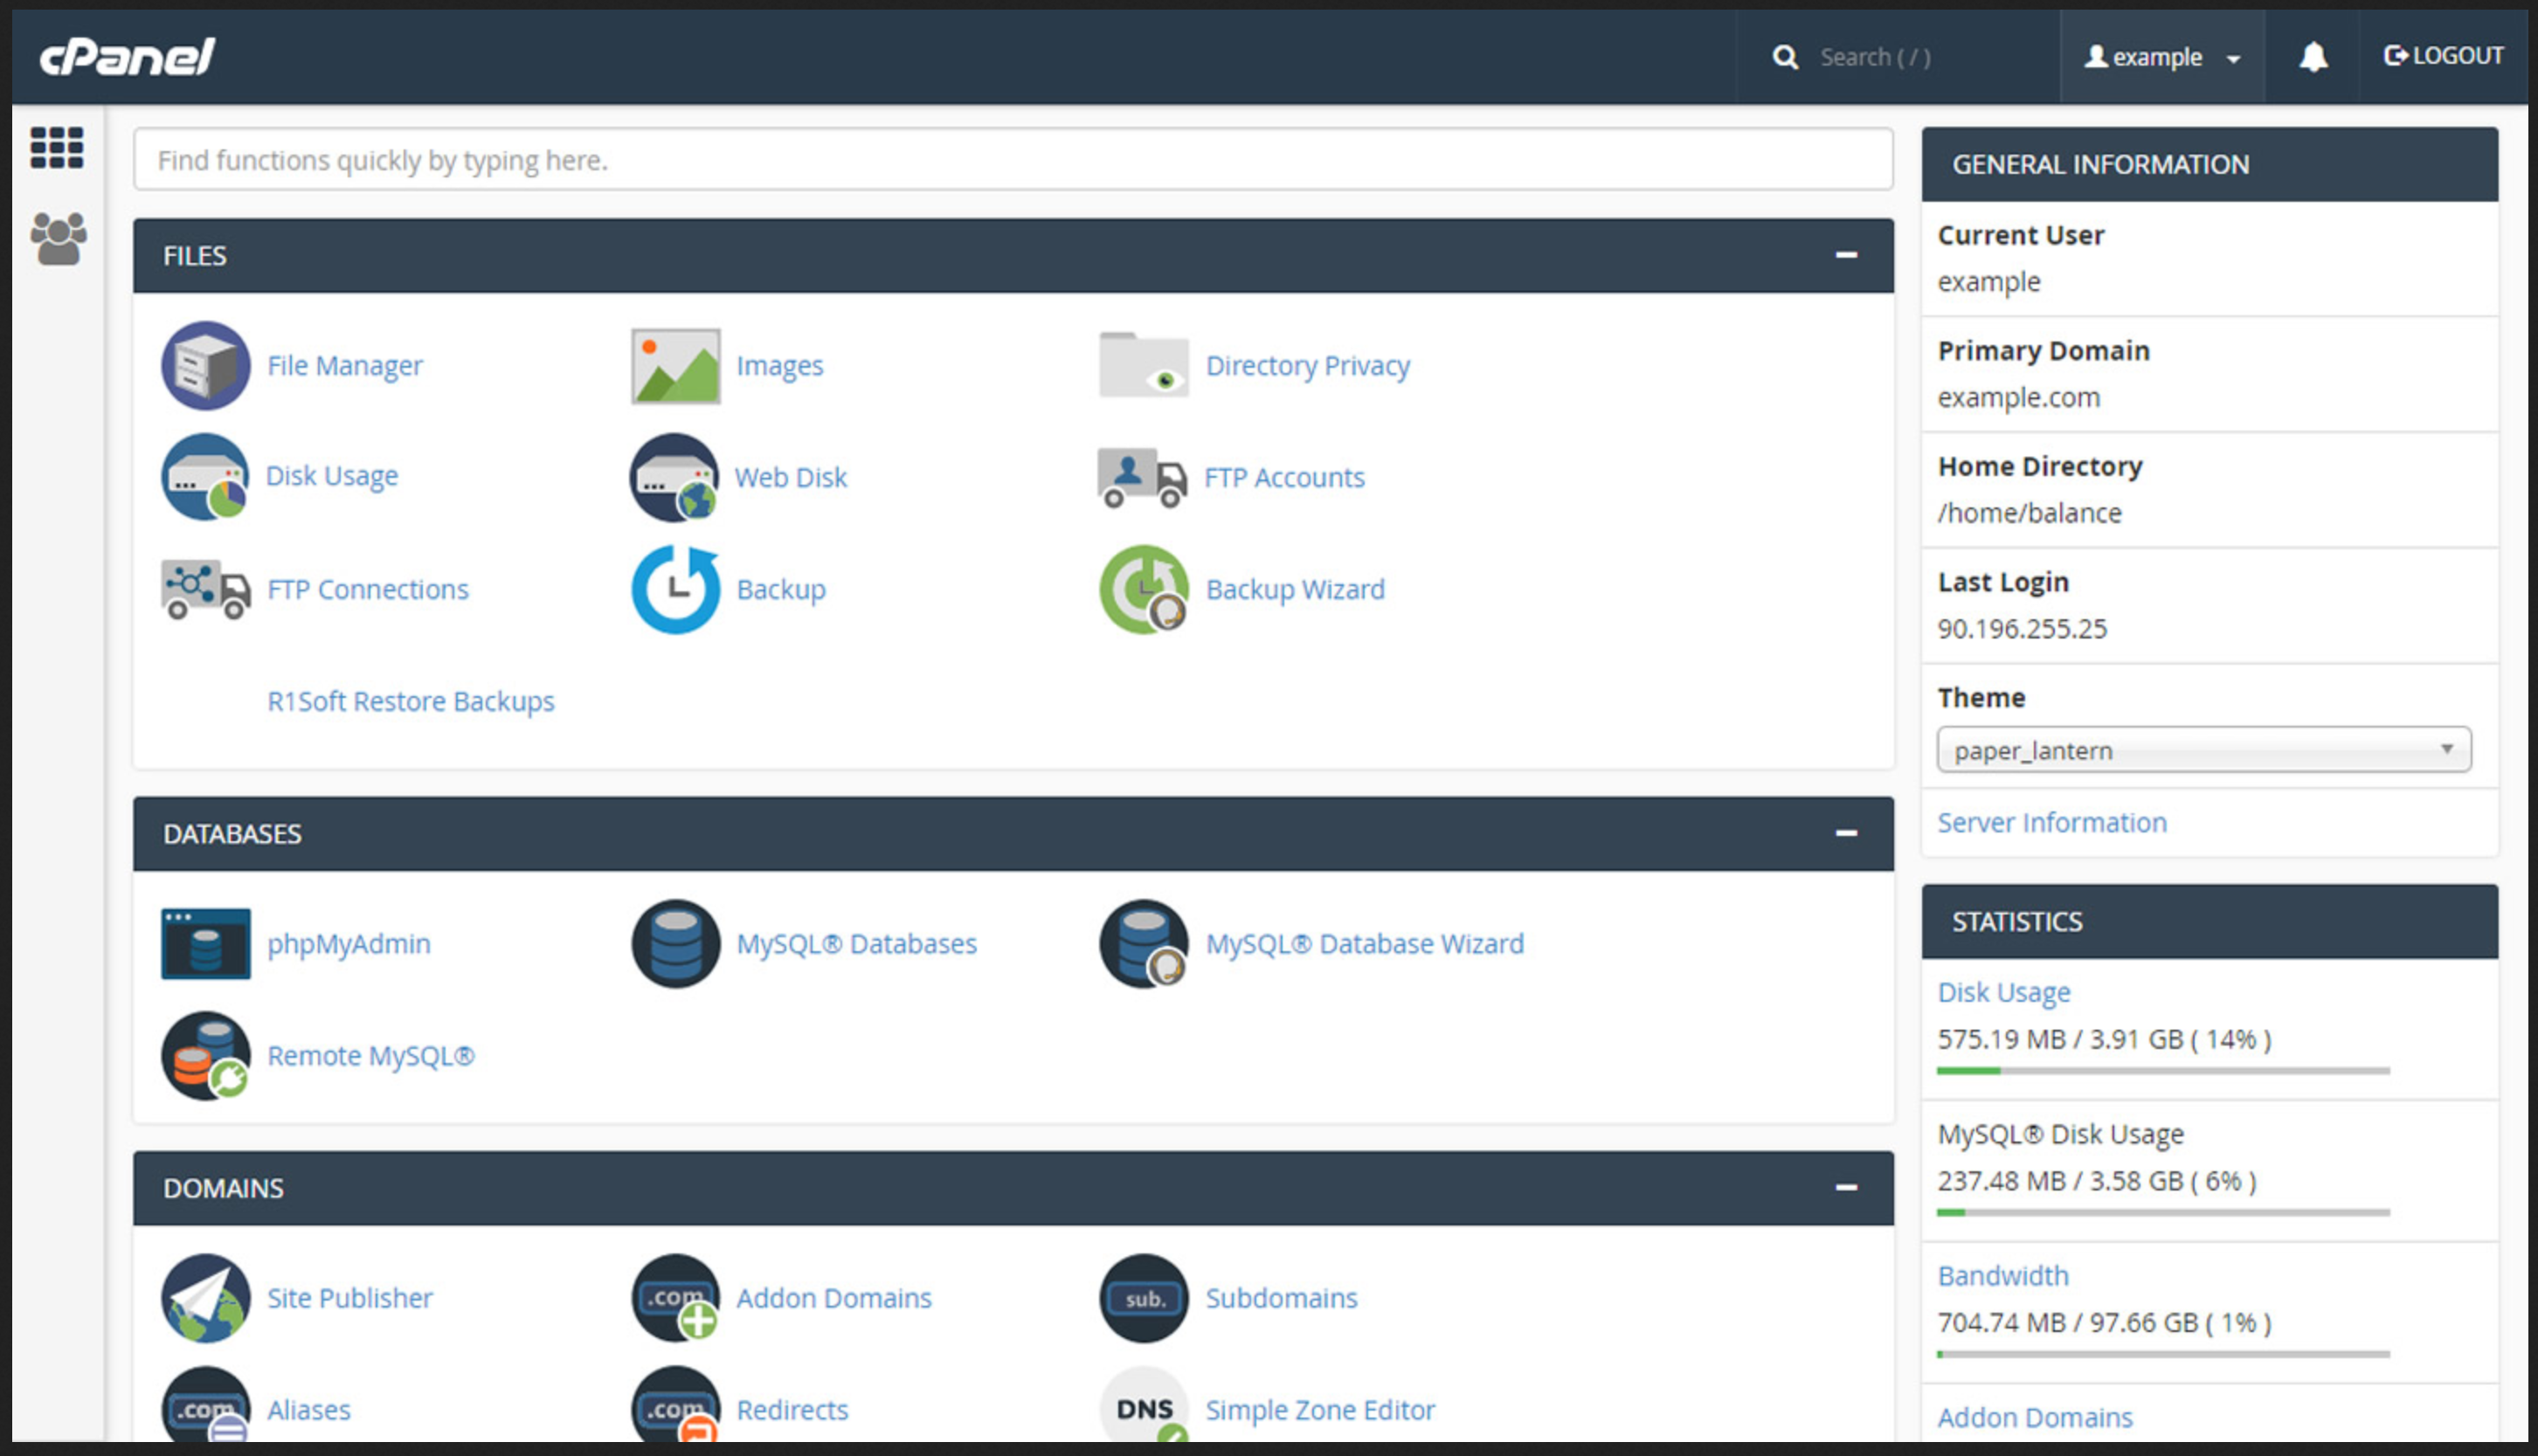 cPanel
Search ( / )
example
LOGOUT
Find functions quickly by typing here.
FILES
File Manager
Images
Directory Privacy
Disk Usage
Web Disk
FTP Accounts
FTP Connections
Backup
Backup Wizard
R1Soft Restore Backups
DATABASES
phpMyAdmin
MySQL® Databases
MySQL® Database Wizard
Remote MySQL®
DOMAINS
Site Publisher
.com
Addon Domains
sub.
Subdomains
.com
Aliases
.com
Redirects
DNS
Simple Zone Editor
GENERAL INFORMATION
Current User
example
Primary Domain
example.com
Home Directory
/home/balance
Last Login
90.196.255.25
Theme
paper_lantern
Server Information
STATISTICS
Disk Usage
575.19 MB / 3.91 GB ( 14% )
MySQL® Disk Usage
237.48 MB / 3.58 GB ( 6% )
Bandwidth
704.74 MB / 97.66 GB ( 1% )
Addon Domains